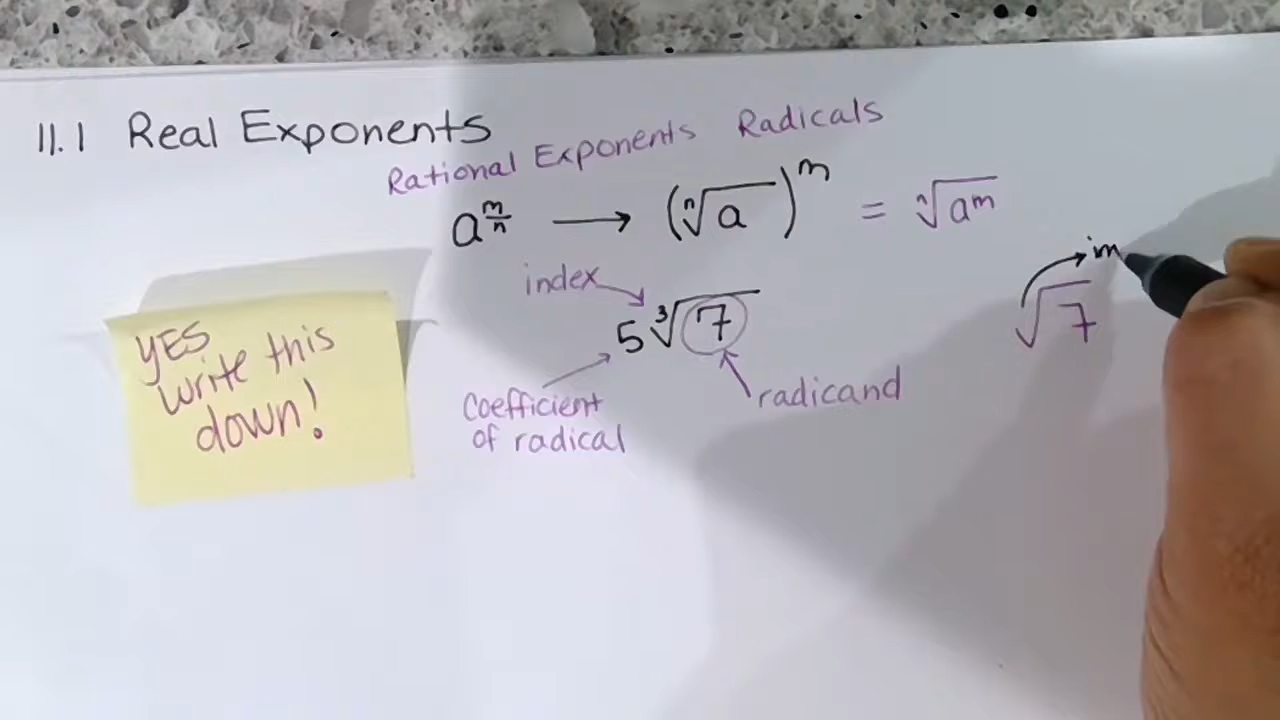 11.1 Real Exponents
Rational Exponents Radicals
a^(m/n) → (ⁿ√a)^m = ⁿ√(a^m)
index
5 ³√7
√7 → im
coefficient
of radical
radicand
YES
write this
down!